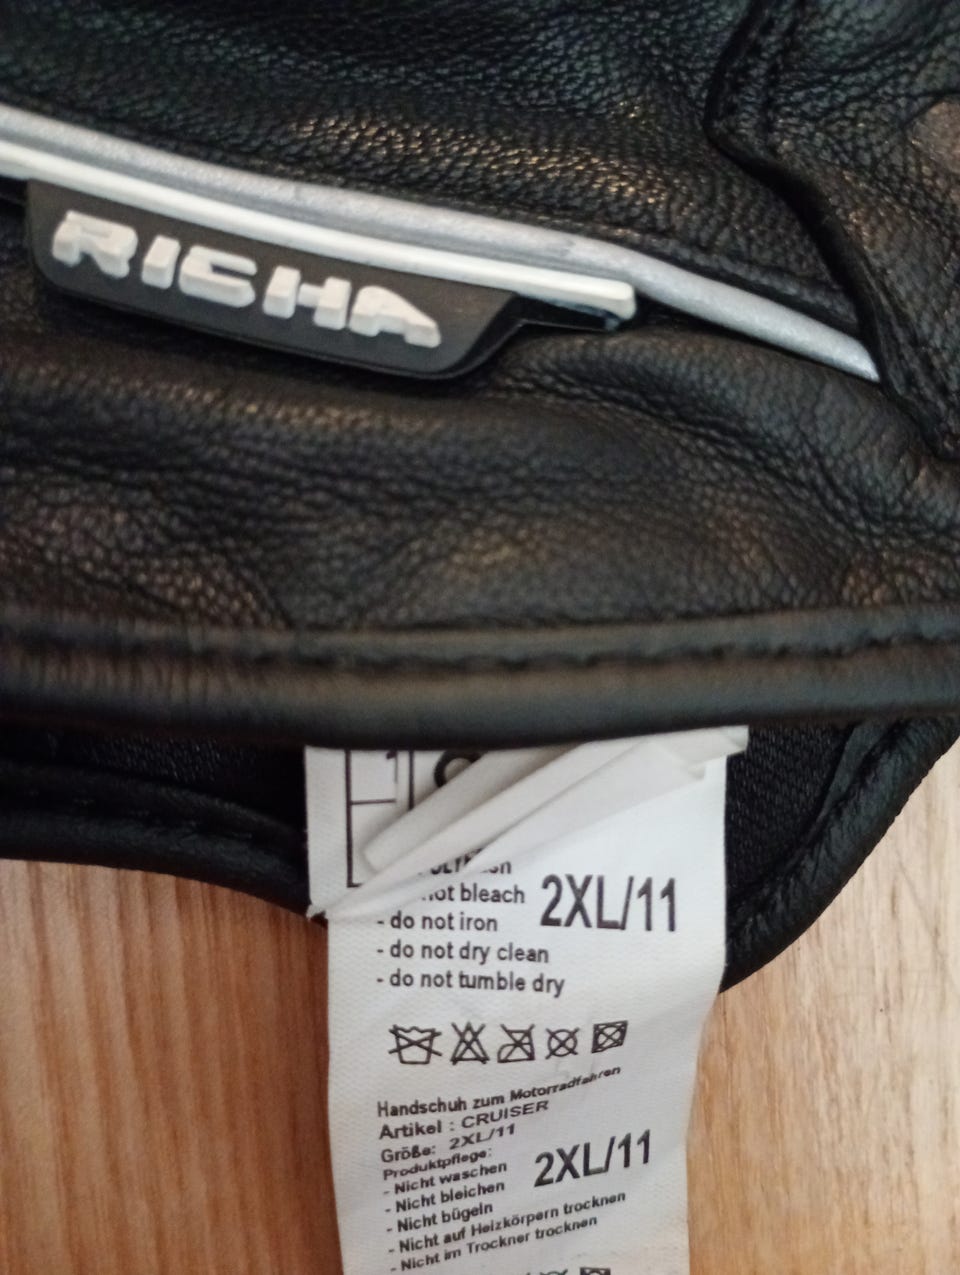 RICHA
1
bleach
2XL/11
- do not iron
- do not dry clean
- do not tumble dry
Handschuh zum Motorradfahren
Artikel : CRUISER
Größe: 2XL/11
Produktpflege:
- Nicht waschen
2XL/11
- Nicht bleichen
- Nicht bügeln
- Nicht auf Heizkörpern trocknen
- Nicht im Trockner trocknen